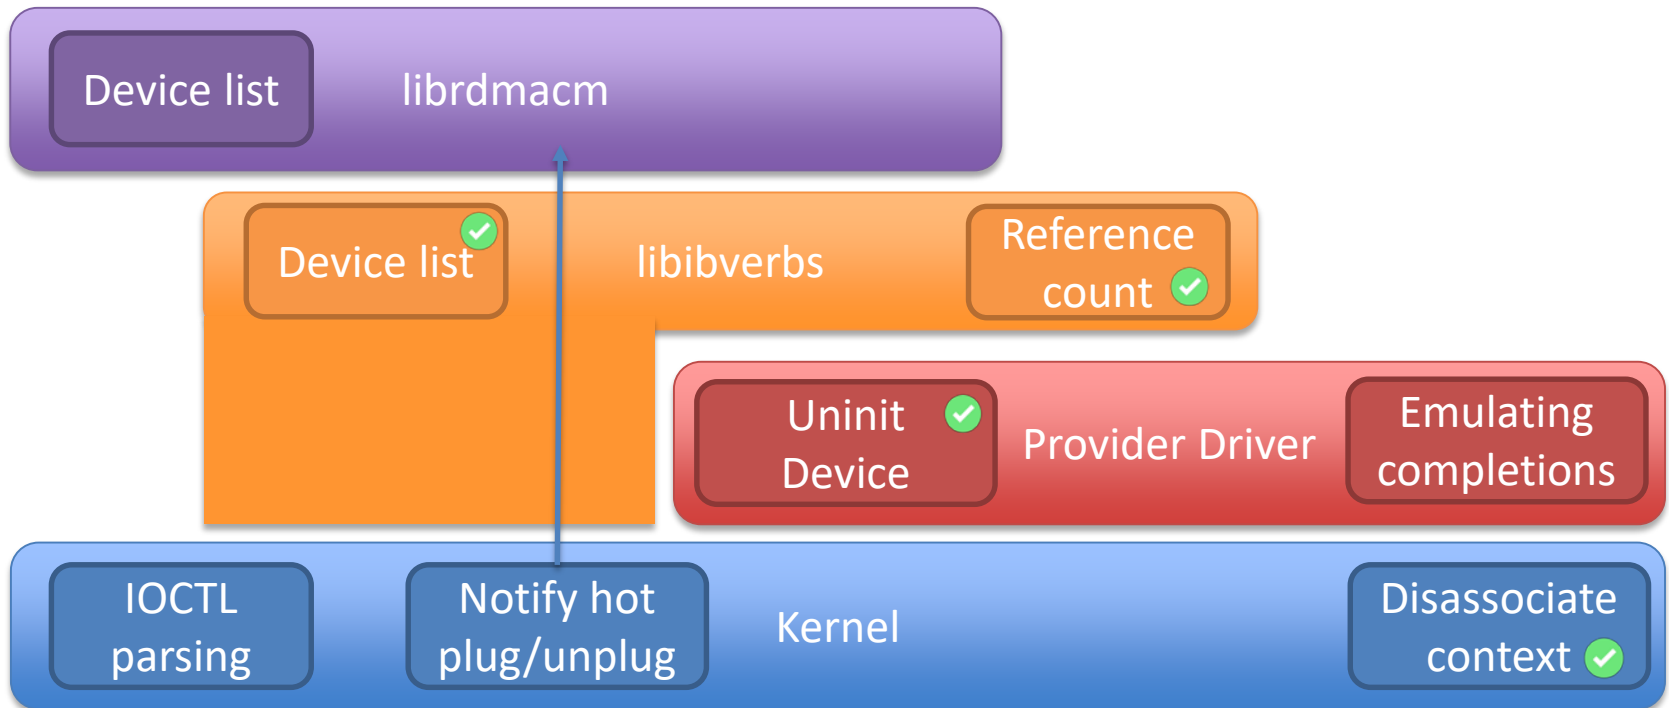 Device list
librdmacm
Device list
libibverbs
Reference
count
Uninit
Device
Provider Driver
Emulating
completions
IOCTL
parsing
Notify hot
plug/unplug
Kernel
Disassociate
context